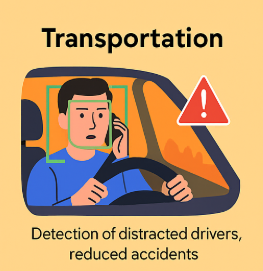 Transportation
Detection of distracted drivers,
reduced accidents